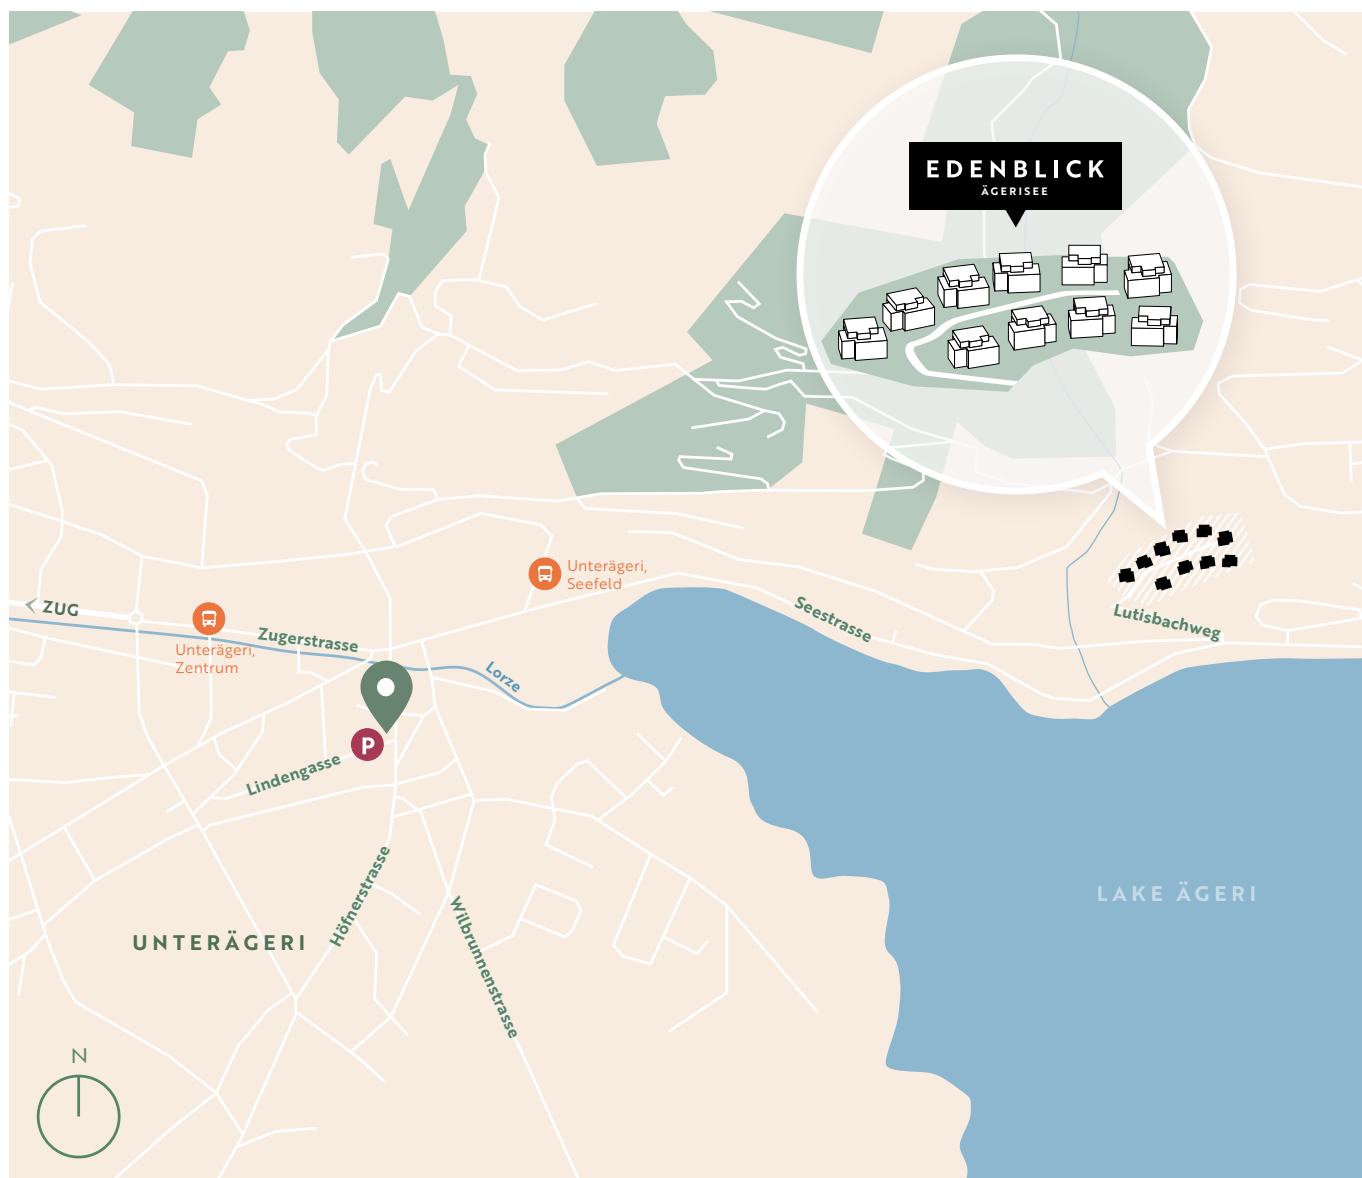 EDENBLICK
ÄGERISEE
Unterägeri,
Seefeld
ZUG
Seestrasse
Lutisbachweg
Zugerstrasse
Unterägeri,
Zentrum
Lorze
P
Lindengasse
Höfnerstrasse
LAKE ÄGERI
Wilbrunnenstrasse
UNTERÄGERI
N